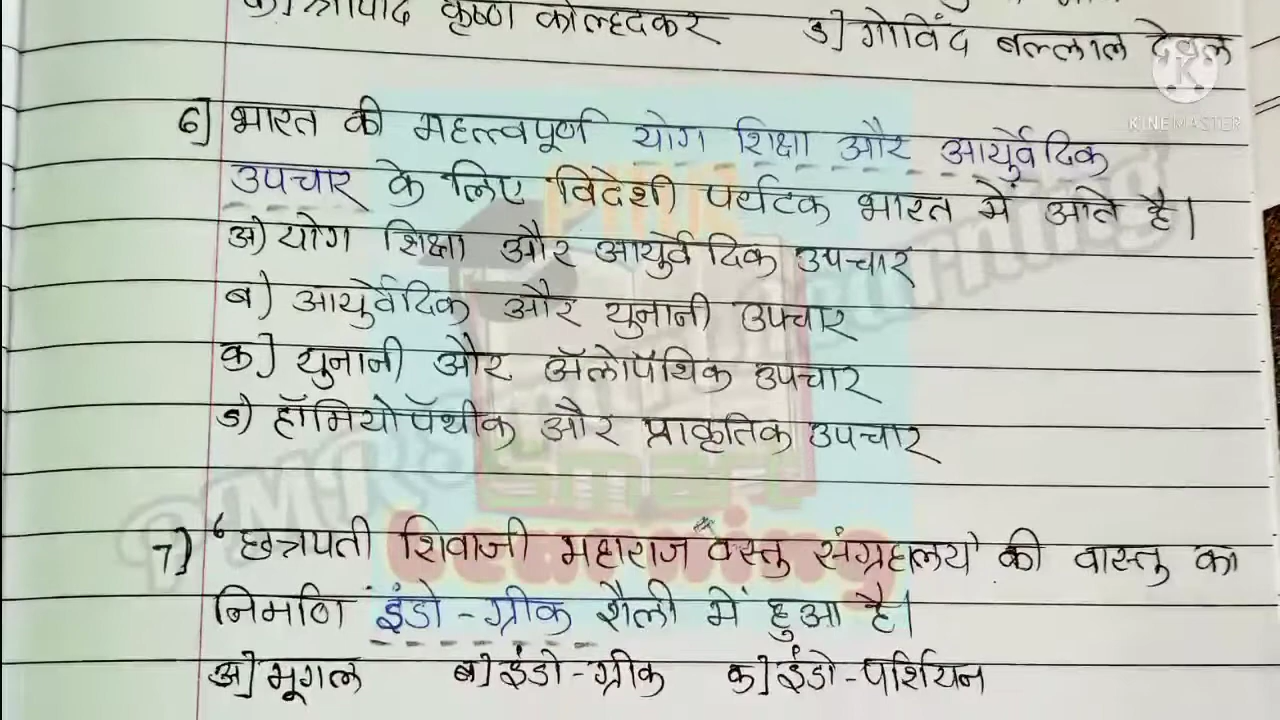 क] श्रीपाद कृष्ण कोल्हटकर ड] गोविंद बल्लाल देवल
KINEMASTER
6] भारत की महत्त्वपूर्ण योग शिक्षा और आयुर्वेदिक
उपचार के लिए विदेशी पर्यटक भारत में आते है।
अ) योग शिक्षा और आयुर्वेदिक उपचार
ब) आयुर्वेदिक और युनानी उपचार
क] युनानी और ॲलोपॅथिक उपचार
ड) हॉमियोपॅथीक और प्राकृतिक उपचार
7) ‘छत्रपती शिवाजी महाराज वस्तु संग्रहालय’ की वास्तु का
निर्माण इंडो-ग्रीक शैली में हुआ है।
अ] मूगल ब] इंडो-ग्रीक क] इंडो-पर्शियन